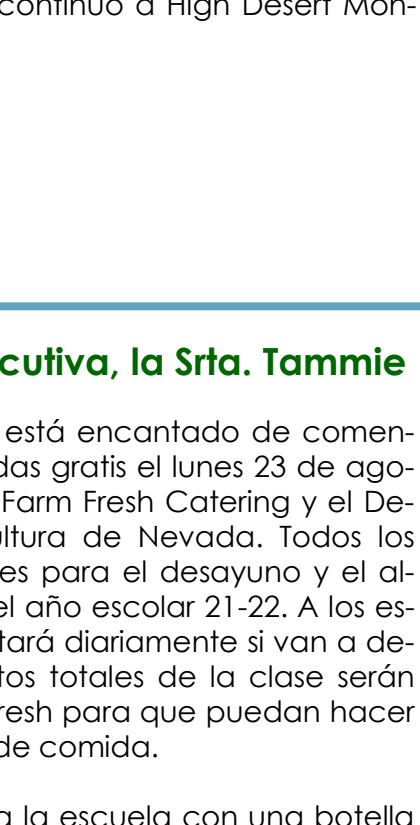 continuo a High Desert Mon-
cutiva, la Srta. Tammie
está encantado de comen-
das gratis el lunes 23 de ago-
Farm Fresh Catering y el De-
ultura de Nevada. Todos los
es para el desayuno y el al-
el año escolar 21-22. A los es-
tará diariamente si van a de-
tos totales de la clase serán
resh para que puedan hacer
de comida.
a la escuela con una botella